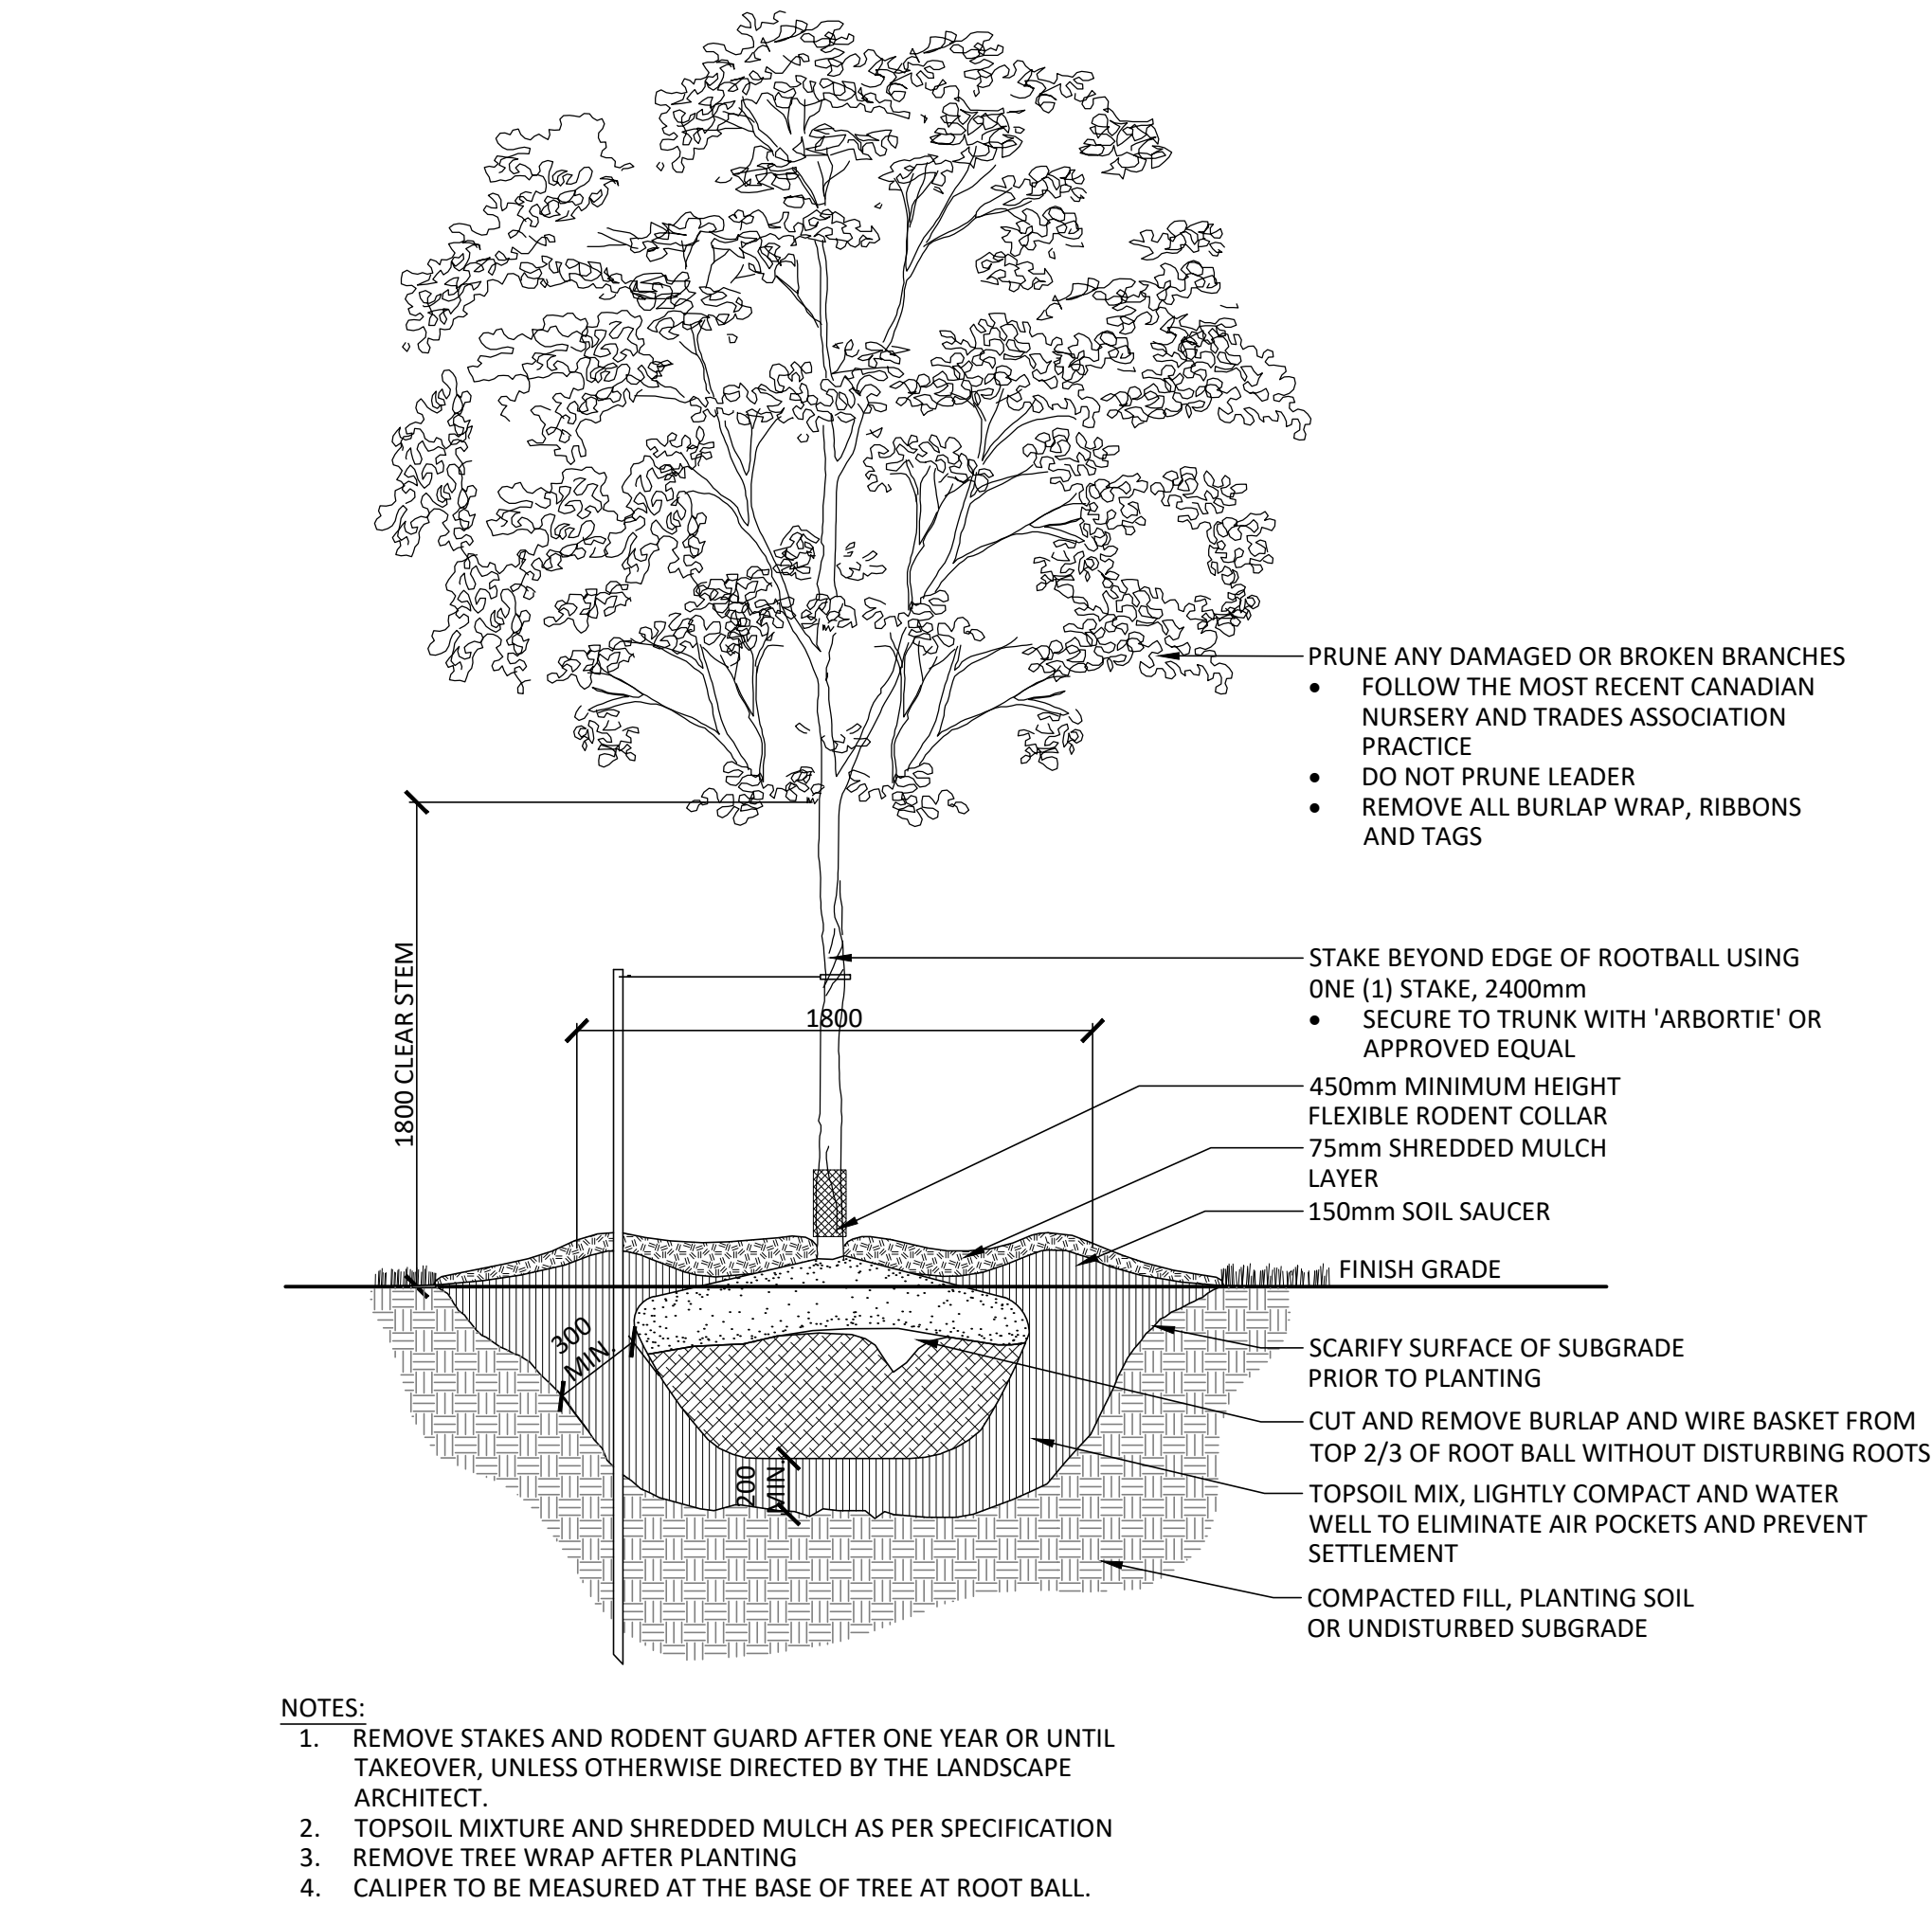 PRUNE ANY DAMAGED OR BROKEN BRANCHES
• FOLLOW THE MOST RECENT CANADIAN
NURSERY AND TRADES ASSOCIATION
PRACTICE
• DO NOT PRUNE LEADER
• REMOVE ALL BURLAP WRAP, RIBBONS
AND TAGS
1800 CLEAR STEM
STAKE BEYOND EDGE OF ROOTBALL USING
0NE (1) STAKE, 2400mm
• SECURE TO TRUNK WITH 'ARBORTIE' OR
APPROVED EQUAL
1800
450mm MINIMUM HEIGHT
FLEXIBLE RODENT COLLAR
75mm SHREDDED MULCH
LAYER
150mm SOIL SAUCER
FINISH GRADE
300
MIN.
SCARIFY SURFACE OF SUBGRADE
PRIOR TO PLANTING
CUT AND REMOVE BURLAP AND WIRE BASKET FROM
TOP 2/3 OF ROOT BALL WITHOUT DISTURBING ROOTS
200
MIN.
TOPSOIL MIX, LIGHTLY COMPACT AND WATER
WELL TO ELIMINATE AIR POCKETS AND PREVENT
SETTLEMENT
COMPACTED FILL, PLANTING SOIL
OR UNDISTURBED SUBGRADE
NOTES:
1. REMOVE STAKES AND RODENT GUARD AFTER ONE YEAR OR UNTIL
TAKEOVER, UNLESS OTHERWISE DIRECTED BY THE LANDSCAPE
ARCHITECT.
2. TOPSOIL MIXTURE AND SHREDDED MULCH AS PER SPECIFICATION
3. REMOVE TREE WRAP AFTER PLANTING
4. CALIPER TO BE MEASURED AT THE BASE OF TREE AT ROOT BALL.